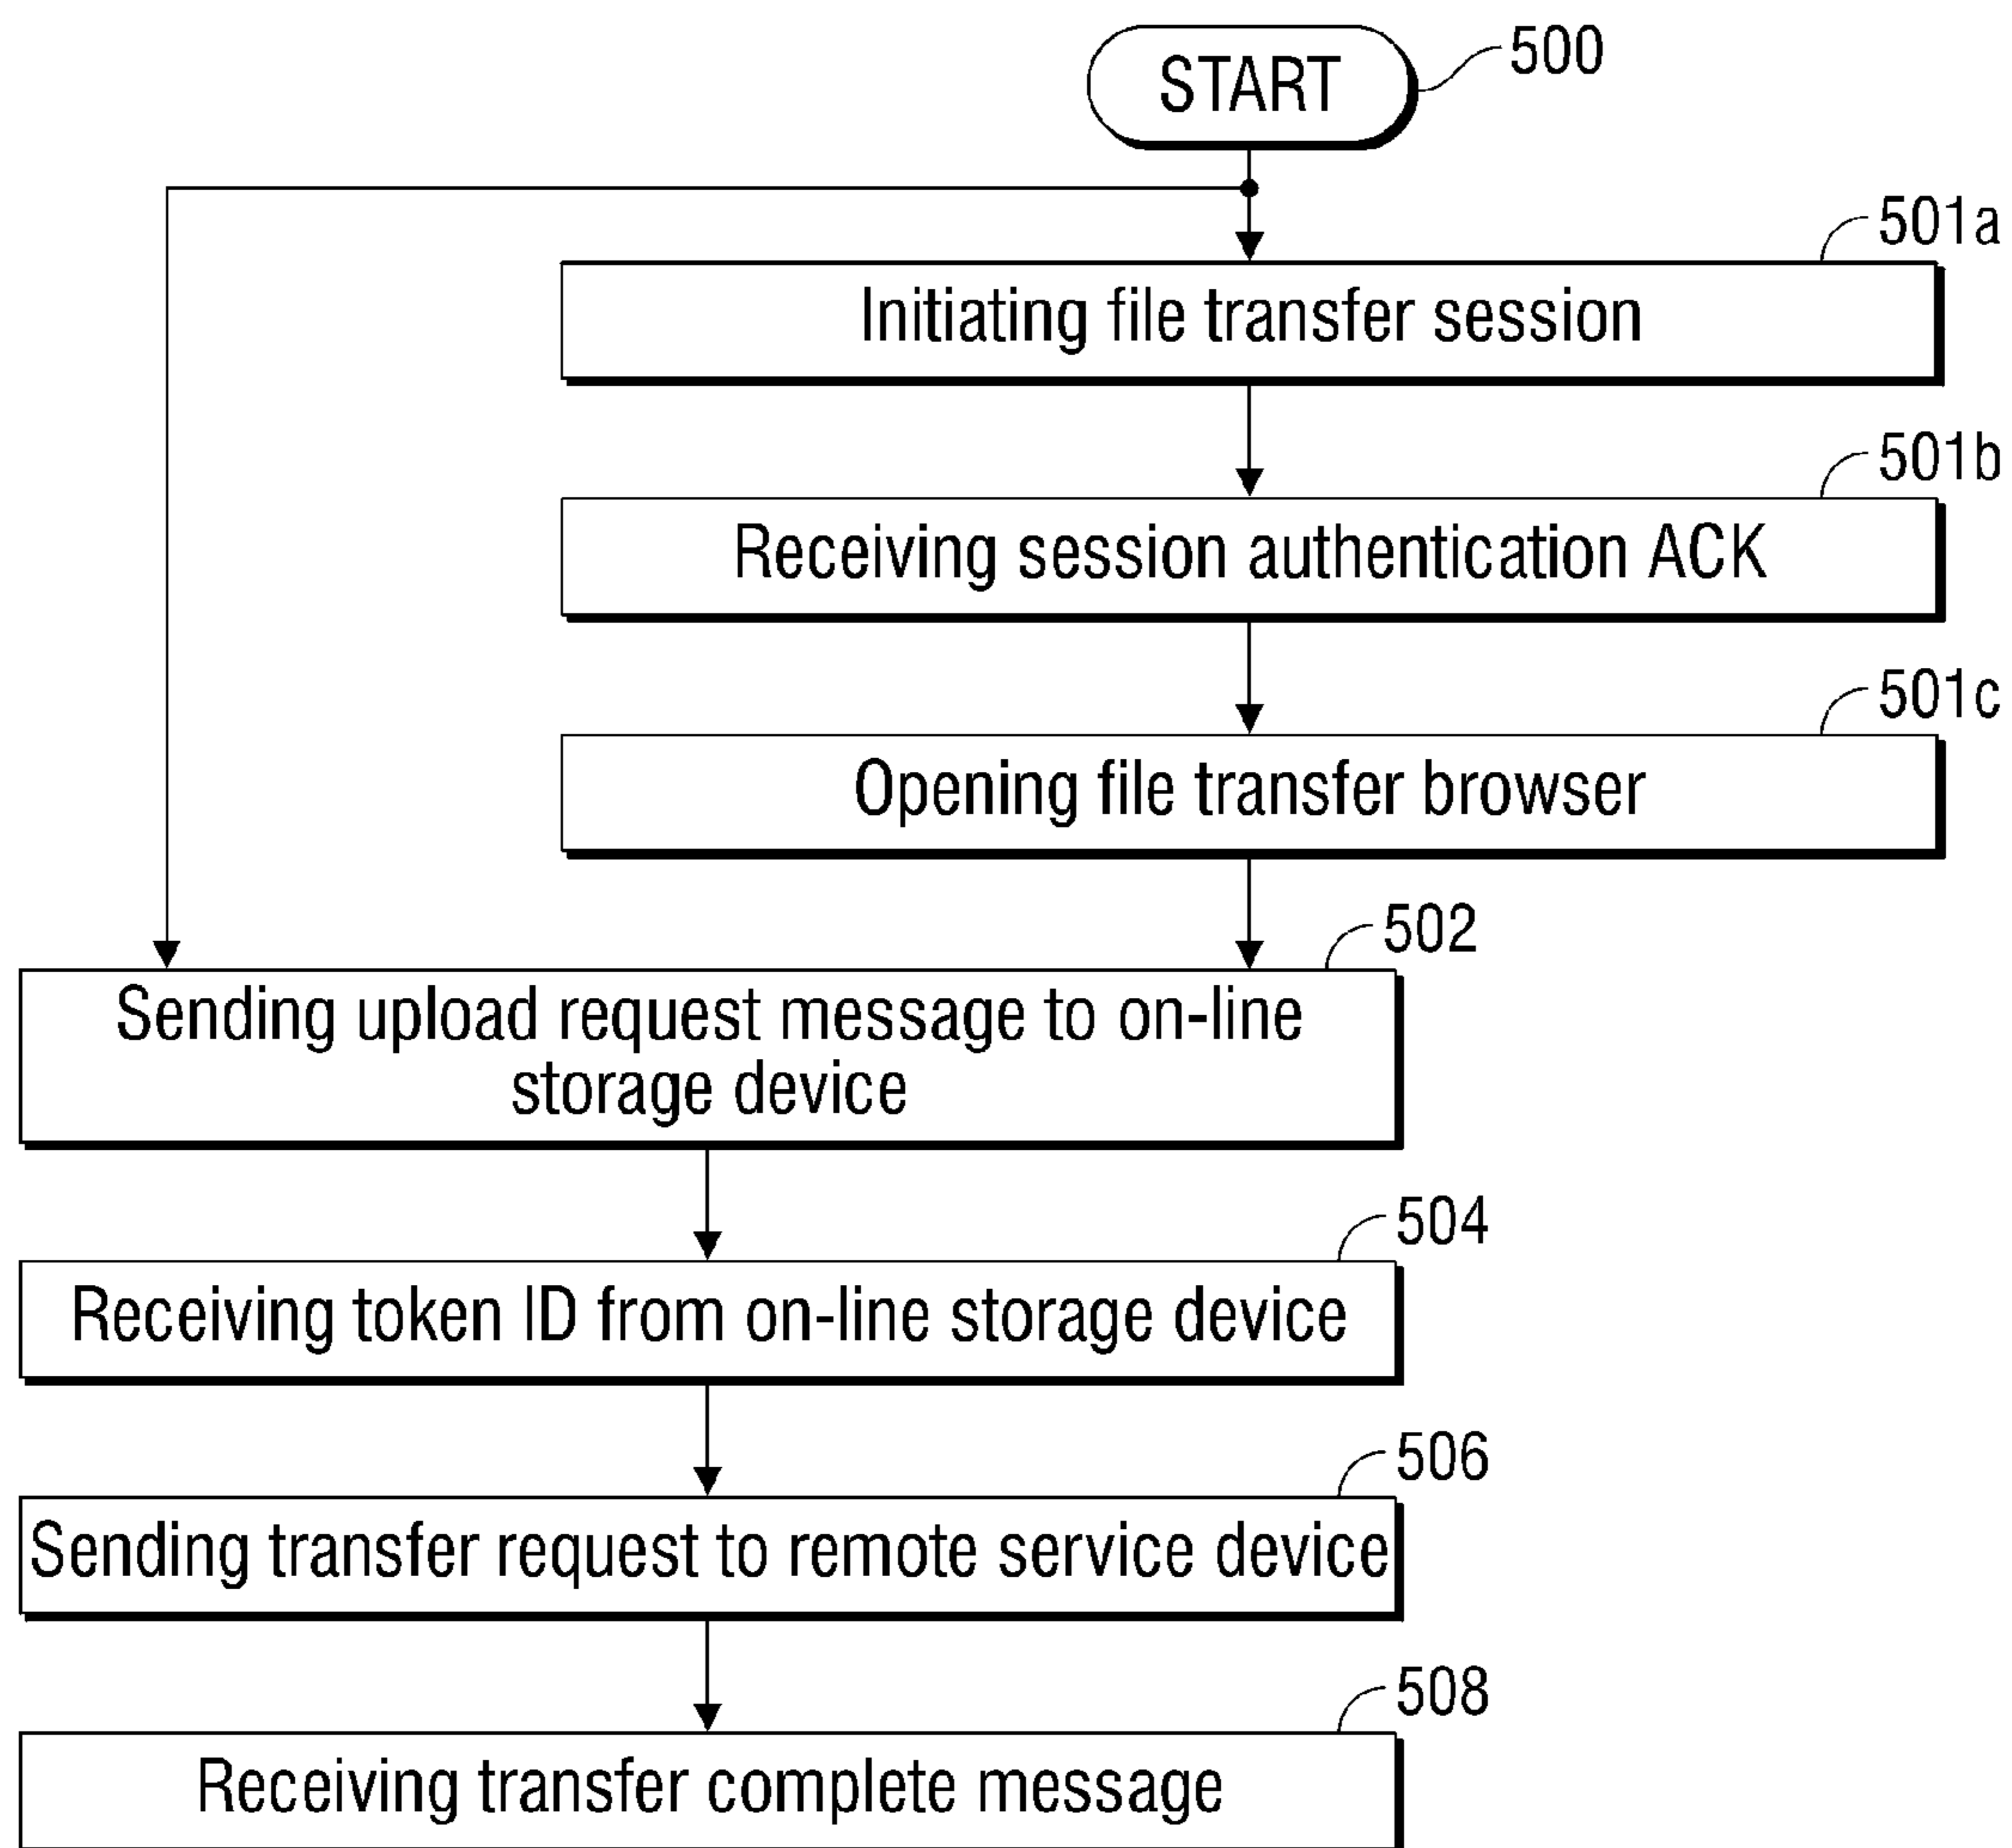 START
500
501a
Initiating file transfer session
501b
Receiving session authentication ACK
501c
Opening file transfer browser
502
Sending upload request message to on-line
storage device
504
Receiving token ID from on-line storage device
506
Sending transfer request to remote service device
508
Receiving transfer complete message